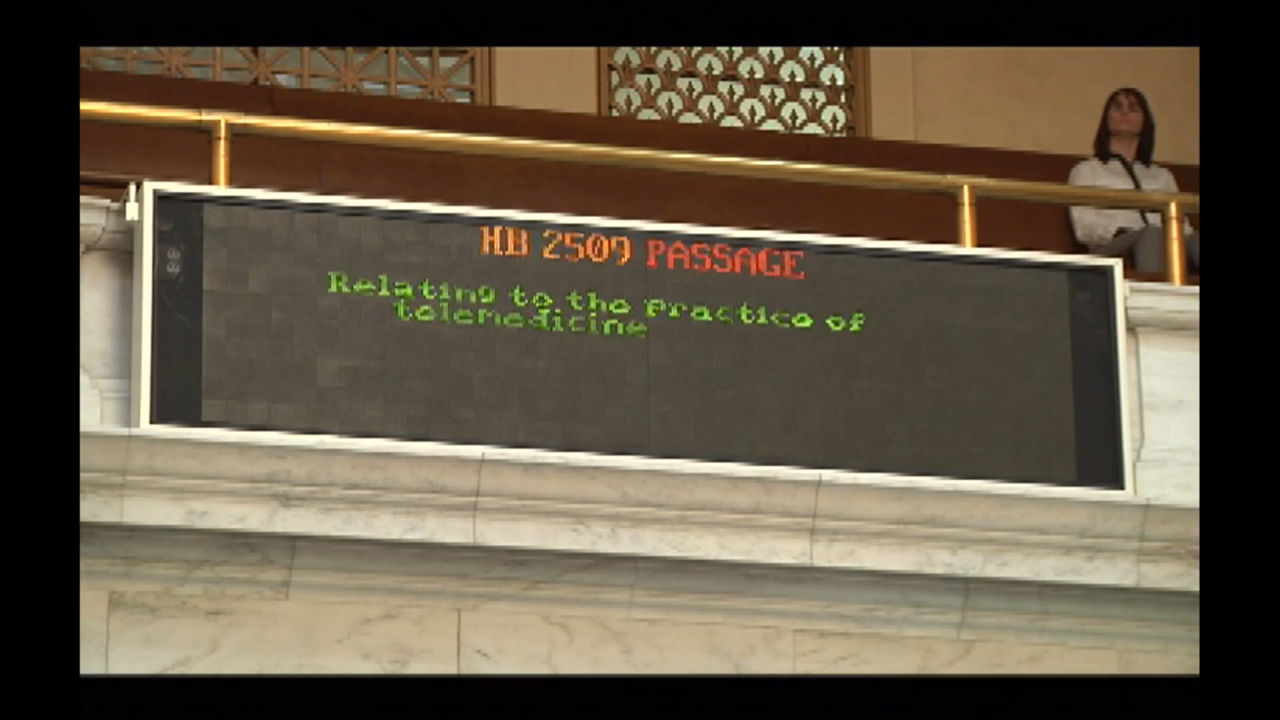 HB 2509 PASSAGE
Relating to the Practice of
telemedicine